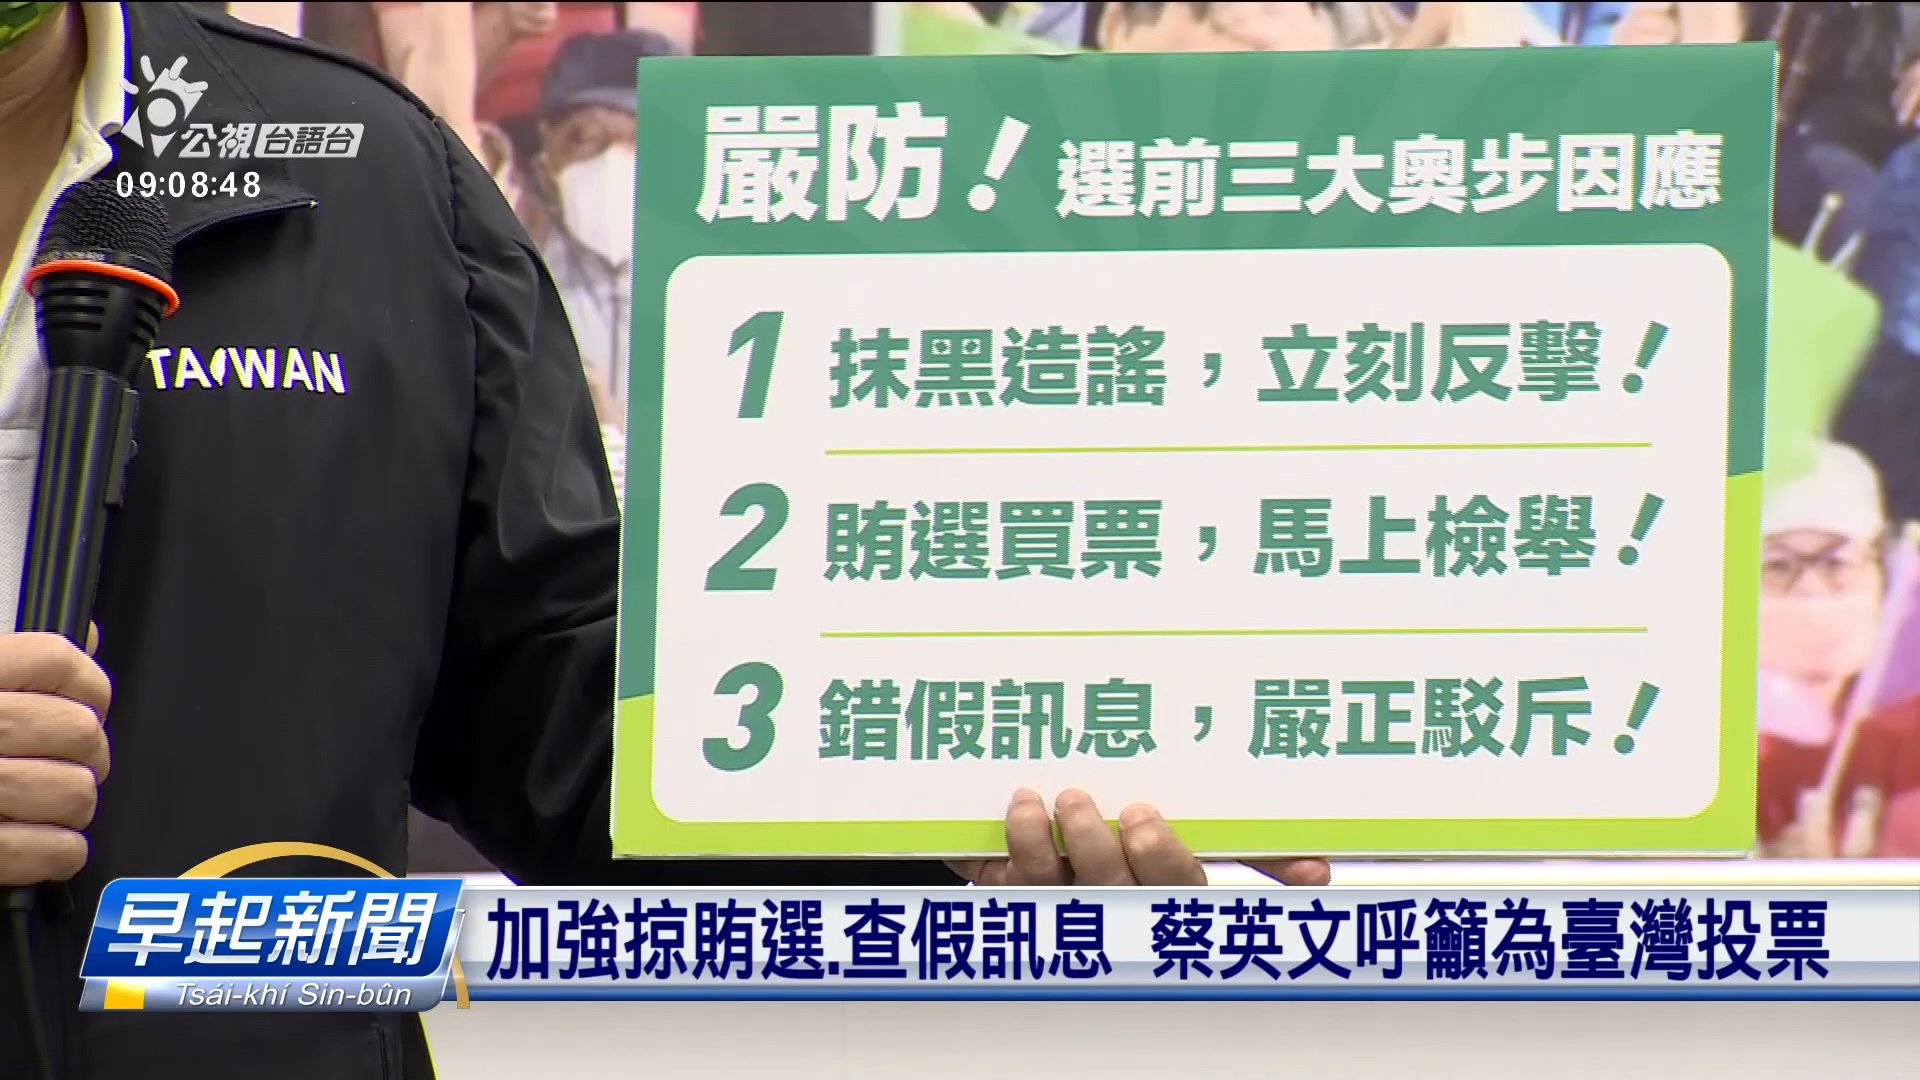 公視台語台
09:08:48
TAIWAN
嚴防！選前三大奧步因應
1 抹黑造謠，立刻反擊！
2 賄選買票，馬上檢舉！
3 錯假訊息，嚴正駁斥！
早起新聞
Tsái-khí Sin-bûn
加強掠賄選.查假訊息 蔡英文呼籲為臺灣投票